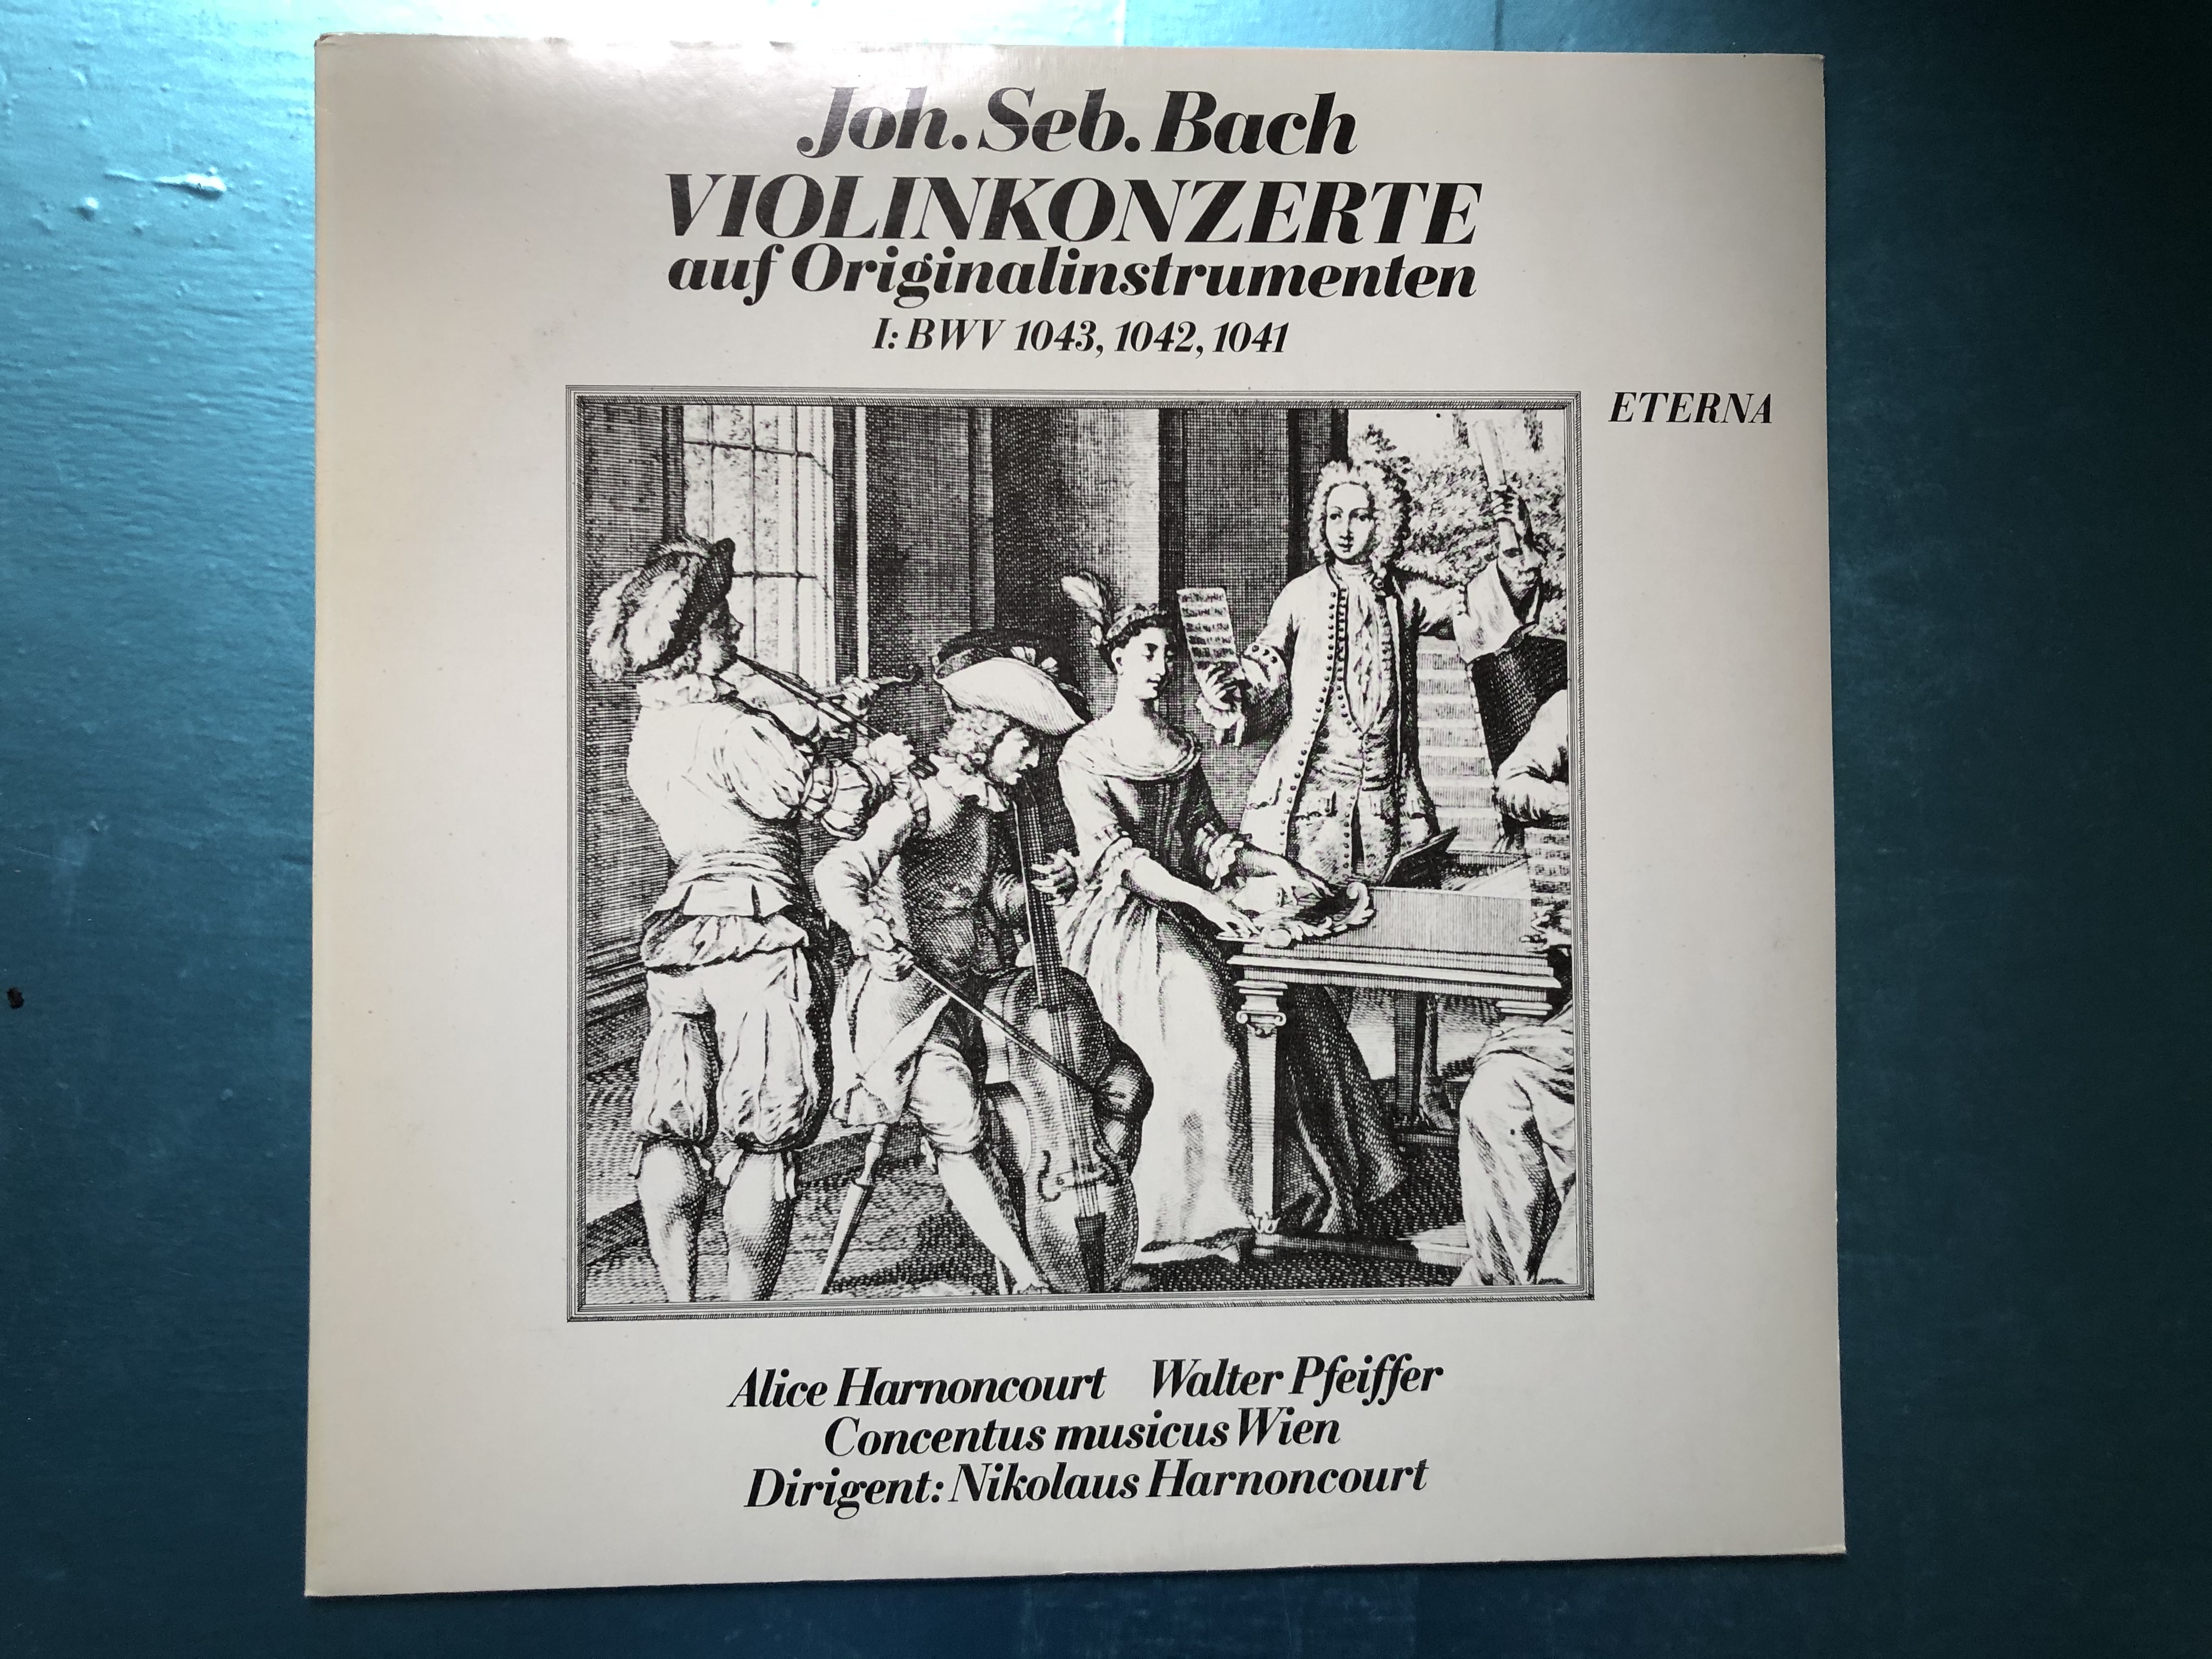 Joh. Seb. Bach
VIOLINKONZERTE
auf Originalinstrumenten
I: BWV 1043, 1042, 1041
ETERNA
Alice Harnoncourt Walter Pfeiffer
Concentus musicus Wien
Dirigent: Nikolaus Harnoncourt